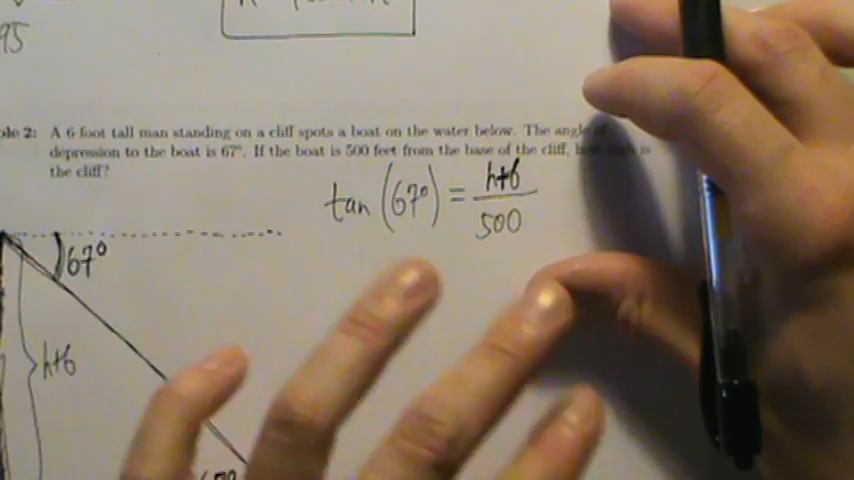 95
ple 2: A 6 foot tall man standing on a cliff spots a boat on the water below. The angle of
depression to the boat is 67°. If the boat is 500 feet from the base of the cliff, how high is
the cliff?
tan (67°) = h+6 / 500
67°
h+6